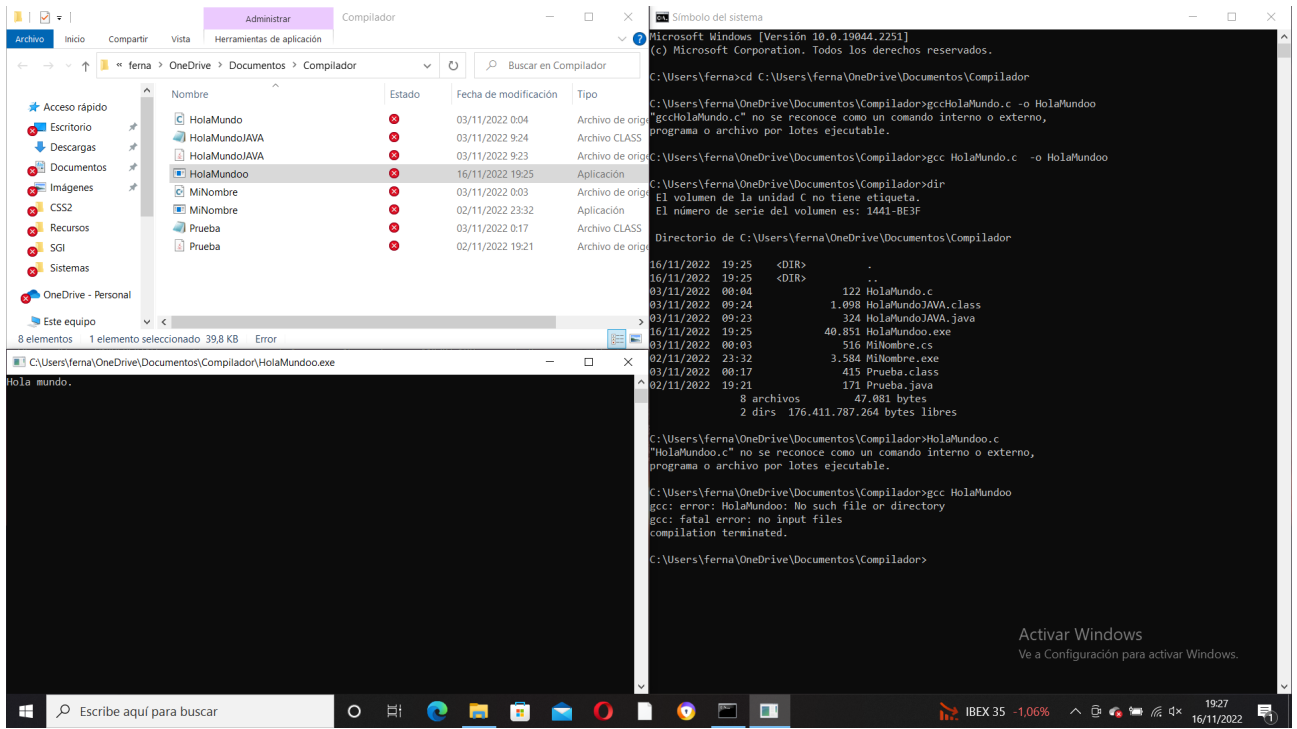 Administrar
Compilador
Archivo Inicio Compartir Vista Herramientas de aplicación
« ferna > OneDrive > Documentos > Compilador
Buscar en Compilador
Acceso rápido
Escritorio
Descargas
Documentos
Imágenes
CSS2
Recursos
SGI
Sistemas
OneDrive - Personal
Este equipo
Nombre Estado Fecha de modificación Tipo
HolaMundo 03/11/2022 0:04 Archivo de orige
HolaMundoJAVA 03/11/2022 9:24 Archivo CLASS
HolaMundoJAVA 03/11/2022 9:23 Archivo de orige
HolaMundoo 16/11/2022 19:25 Aplicación
MiNombre 03/11/2022 0:03 Archivo de orige
MiNombre 02/11/2022 23:32 Aplicación
Prueba 03/11/2022 0:17 Archivo CLASS
Prueba 02/11/2022 19:21 Archivo de orige
8 elementos 1 elemento seleccionado 39,8 KB Error
C:\Users\ferna\OneDrive\Documentos\Compilador\HolaMundoo.exe
Hola mundo.
Símbolo del sistema
Microsoft Windows [Versión 10.0.19044.2251]
(c) Microsoft Corporation. Todos los derechos reservados.
C:\Users\ferna>cd C:\Users\ferna\OneDrive\Documentos\Compilador
C:\Users\ferna\OneDrive\Documentos\Compilador>gccHolaMundo.c -o HolaMundoo
"gccHolaMundo.c" no se reconoce como un comando interno o externo,
programa o archivo por lotes ejecutable.
C:\Users\ferna\OneDrive\Documentos\Compilador>gcc HolaMundo.c  -o HolaMundoo
C:\Users\ferna\OneDrive\Documentos\Compilador>dir
El volumen de la unidad C no tiene etiqueta.
El número de serie del volumen es: 1441-BE3F
Directorio de C:\Users\ferna\OneDrive\Documentos\Compilador
16/11/2022 19:25 <DIR> .
16/11/2022 19:25 <DIR> ..
03/11/2022 00:04 122 HolaMundo.c
03/11/2022 09:24 1.098 HolaMundoJAVA.class
03/11/2022 09:23 324 HolaMundoJAVA.java
16/11/2022 19:25 40.851 HolaMundoo.exe
03/11/2022 00:03 516 MiNombre.cs
02/11/2022 23:32 3.584 MiNombre.exe
03/11/2022 00:17 415 Prueba.class
02/11/2022 19:21 171 Prueba.java
8 archivos 47.081 bytes
2 dirs 176.411.787.264 bytes libres
C:\Users\ferna\OneDrive\Documentos\Compilador>HolaMundoo.c
"HolaMundoo.c" no se reconoce como un comando interno o externo,
programa o archivo por lotes ejecutable.
C:\Users\ferna\OneDrive\Documentos\Compilador>gcc HolaMundoo
gcc: error: HolaMundoo: No such file or directory
gcc: fatal error: no input files
compilation terminated.
C:\Users\ferna\OneDrive\Documentos\Compilador>
Activar Windows
Ve a Configuración para activar Windows.
Escribe aquí para buscar
IBEX 35 -1,06%
19:27
16/11/2022
1